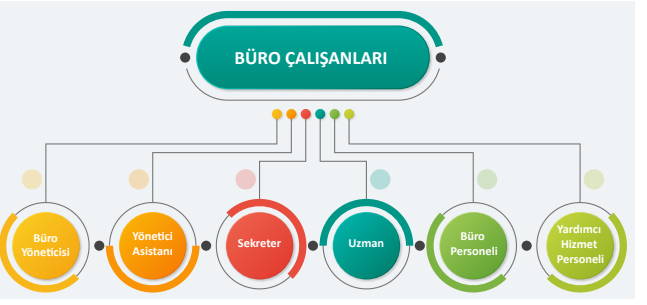 BÜRO ÇALIŞANLARI
Büro
Yöneticisi
Yönetici
Asistanı
Sekreter
Uzman
Büro
Personeli
Yardımcı
Hizmet
Personeli